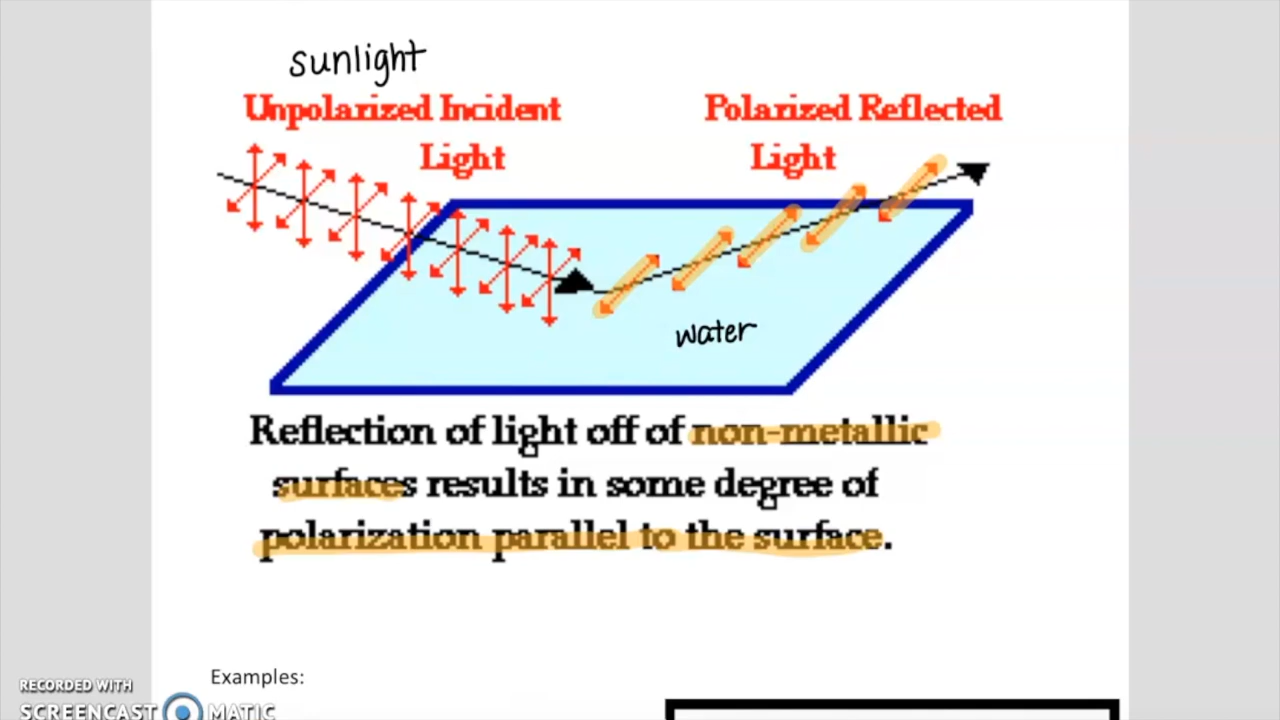 sunlight
Unpolarized Incident
Light
Polarized Reflected
Light
water
Reflection of light off of non-metallic
surfaces results in some degree of
polarization parallel to the surface.
Examples:
RECORDED WITH
SCREENCAST MATIC